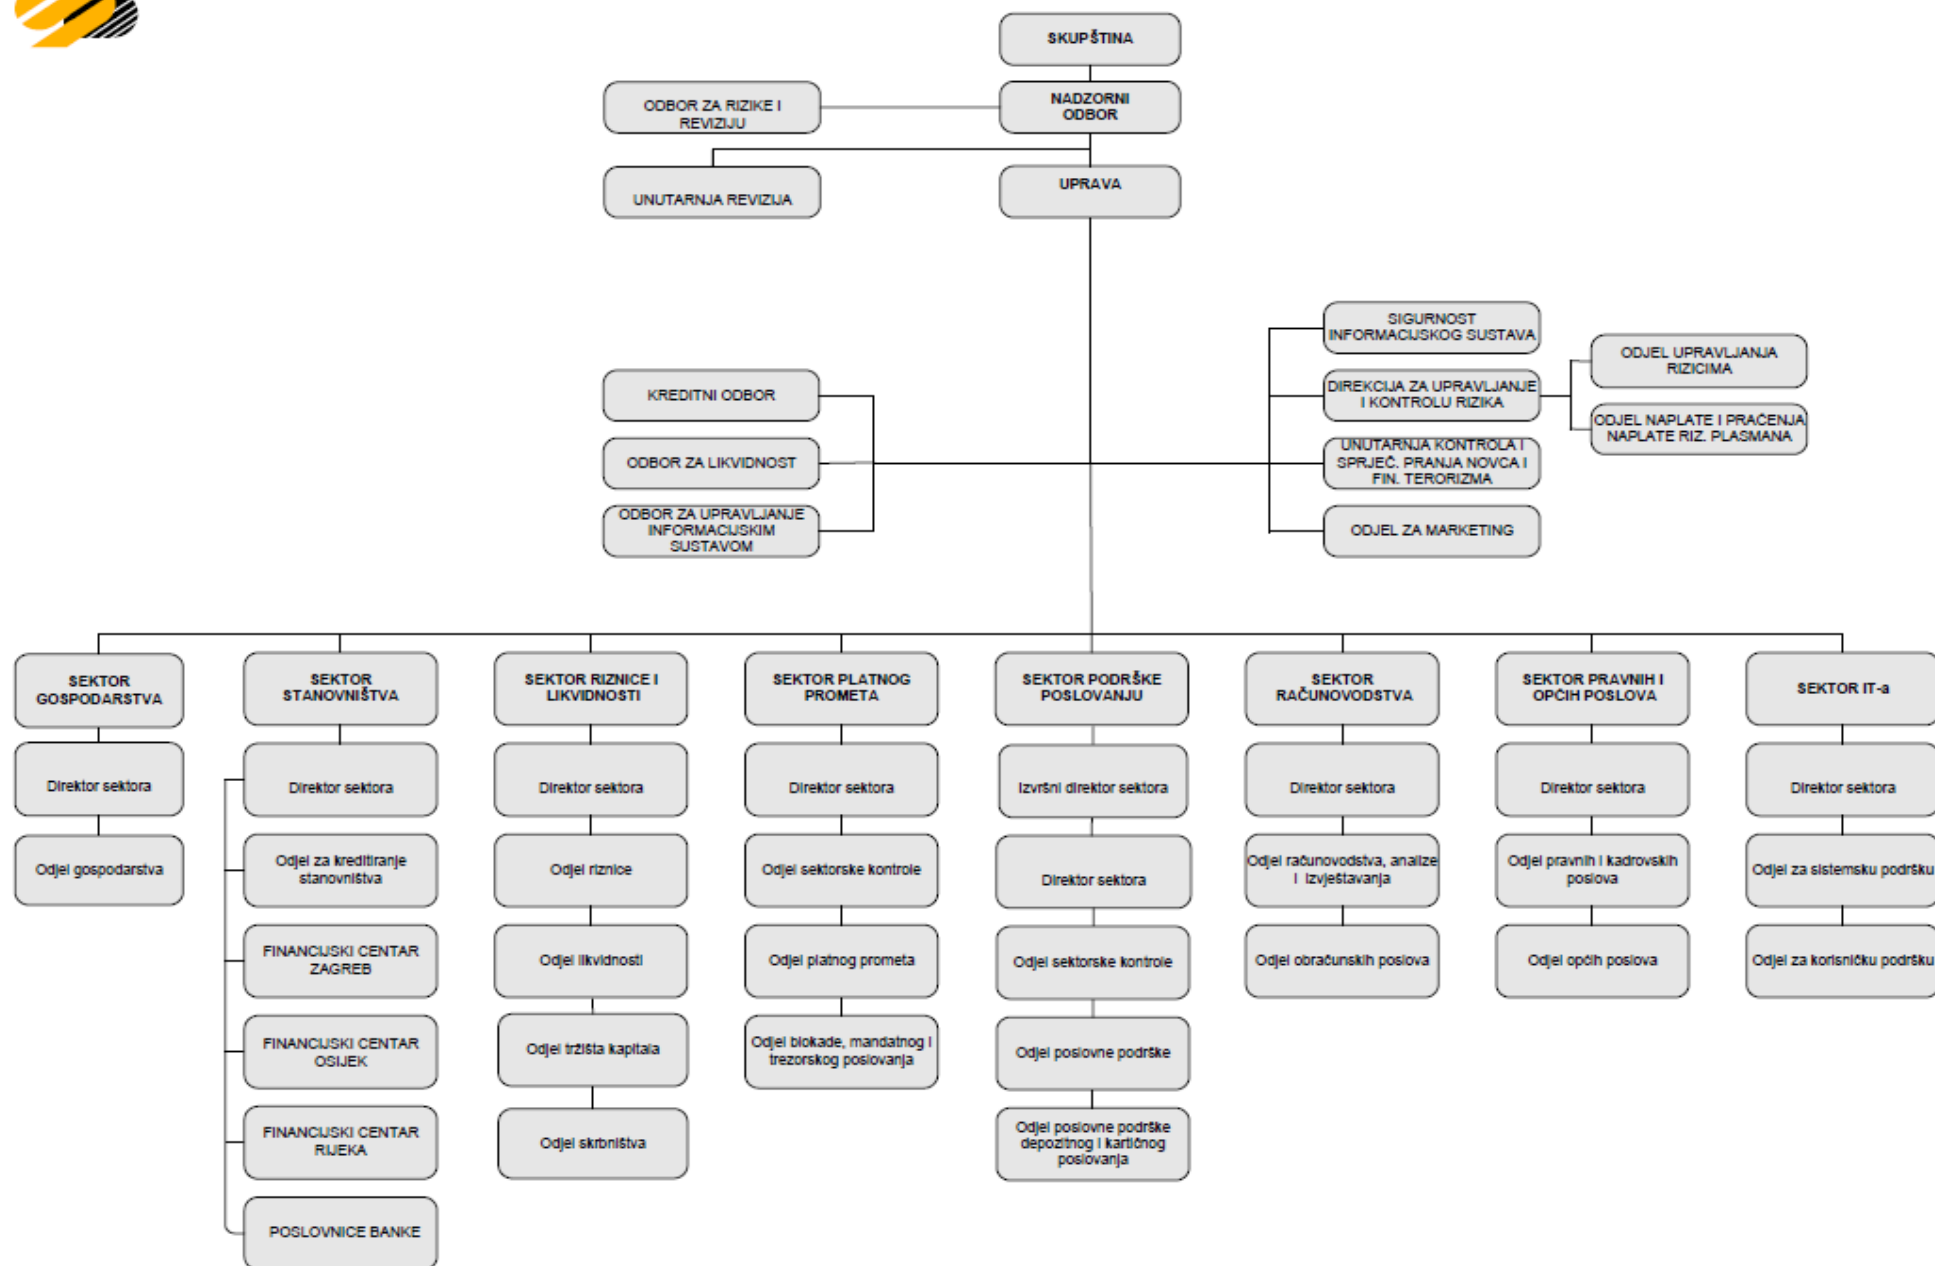 SKUPŠTINA
ODBOR ZA RIZIKE I
REVIZIJU
NADZORNI
ODBOR
UNUTARNJA REVIZIJA
UPRAVA
KREDITNI ODBOR
ODBOR ZA LIKVIDNOST
ODBOR ZA UPRAVLJANJE
INFORMACIJSKIM
SUSTAVOM
SIGURNOST
INFORMACIJSKOG SUSTAVA
DIREKCIJA ZA UPRAVLJANJE
I KONTROLU RIZIKA
UNUTARNJA KONTROLA I
SPRJEČ. PRANJA NOVCA I
FIN. TERORIZMA
ODJEL ZA MARKETING
ODJEL UPRAVLJANJA
RIZICIMA
ODJEL NAPLATE I PRAĆENJA
NAPLATE RIZ. PLASMANA
SEKTOR
GOSPODARSTVA
Direktor sektora
Odjel gospodarstva
SEKTOR
STANOVNIŠTVA
Direktor sektora
Odjel za kreditiranje
stanovništva
FINANCIJSKI CENTAR
ZAGREB
FINANCIJSKI CENTAR
OSIJEK
FINANCIJSKI CENTAR
RIJEKA
POSLOVNICE BANKE
SEKTOR RIZNICE I
LIKVIDNOSTI
Direktor sektora
Odjel riznice
Odjel likvidnosti
Odjel tržišta kapitala
Odjel skrbništva
SEKTOR PLATNOG
PROMETA
Direktor sektora
Odjel sektorske kontrole
Odjel platnog prometa
Odjel blokade, mandatnog i
trezorskog poslovanja
SEKTOR PODRŠKE
POSLOVANJU
Izvršni direktor sektora
Direktor sektora
Odjel sektorske kontrole
Odjel poslovne podrške
Odjel poslovne podrške
depozitnog i kartičnog
poslovanja
SEKTOR
RAČUNOVODSTVA
Direktor sektora
Odjel računovodstva, analize
i izvještavanja
Odjel obračunskih poslova
SEKTOR PRAVNIH I
OPĆIH POSLOVA
Direktor sektora
Odjel pravnih i kadrovskih
poslova
Odjel općih poslova
SEKTOR IT-a
Direktor sektora
Odjel za sistemsku podršku
Odjel za korisničku podršku